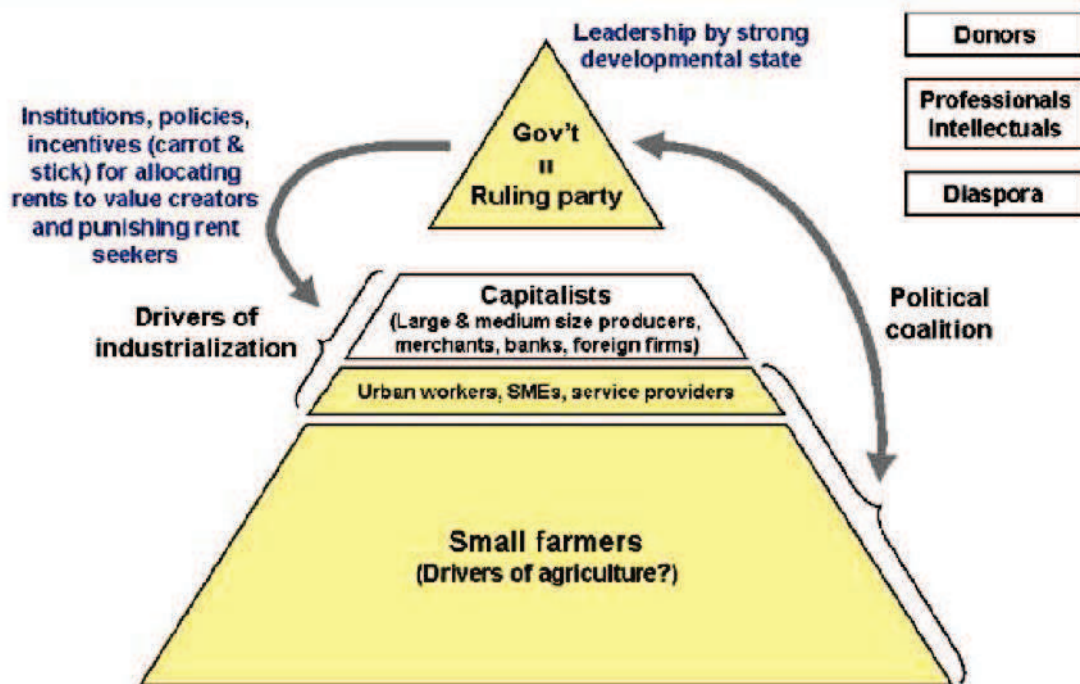 Leadership by strong
developmental state
Donors
Professionals
Intellectuals
Diaspora
Institutions, policies,
incentives (carrot &
stick) for allocating
rents to value creators
and punishing rent
seekers
Gov't
=
Ruling party
Drivers of
industrialization
Capitalists
(Large & medium size producers,
merchants, banks, foreign firms)
Political
coalition
Urban workers, SMEs, service providers
Small farmers
(Drivers of agriculture?)